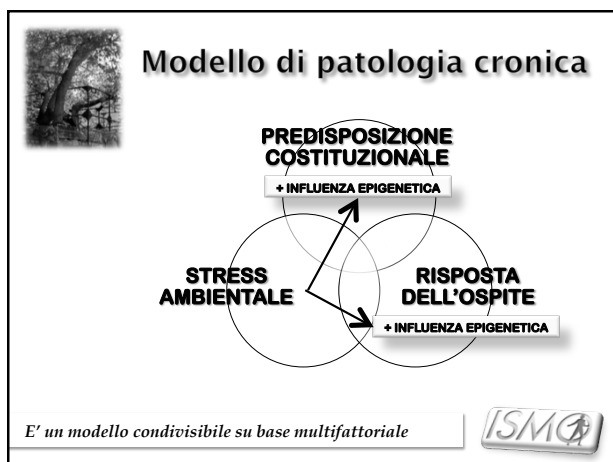 Modello di patologia cronica
PREDISPOSIZIONE
COSTITUZIONALE
+ INFLUENZA EPIGENETICA
STRESS
AMBIENTALE
RISPOSTA
DELL'OSPITE
+ INFLUENZA EPIGENETICA
E' un modello condivisibile su base multifattoriale
ISMO